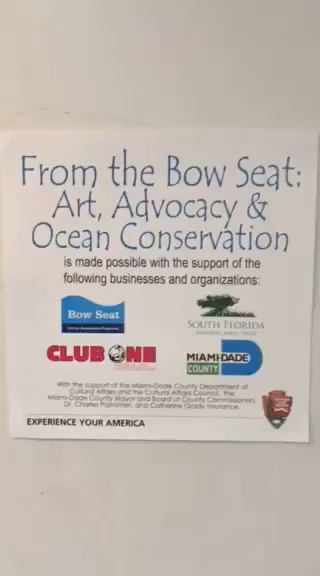 From the Bow Seat:
Art, Advocacy &
Ocean Conservation
is made possible with the support of the
following businesses and organizations:
Bow Seat
SOUTH FLORIDA
CLUB ONE
MIAMI-DADE
COUNTY
With the support of the Miami-Dade County Department of
Cultural Affairs and the Cultural Affairs Council, the
Miami-Dade County Mayor and Board of County Commissioners,
Dr. Charles and Catherine Grady Insurance.
EXPERIENCE YOUR AMERICA